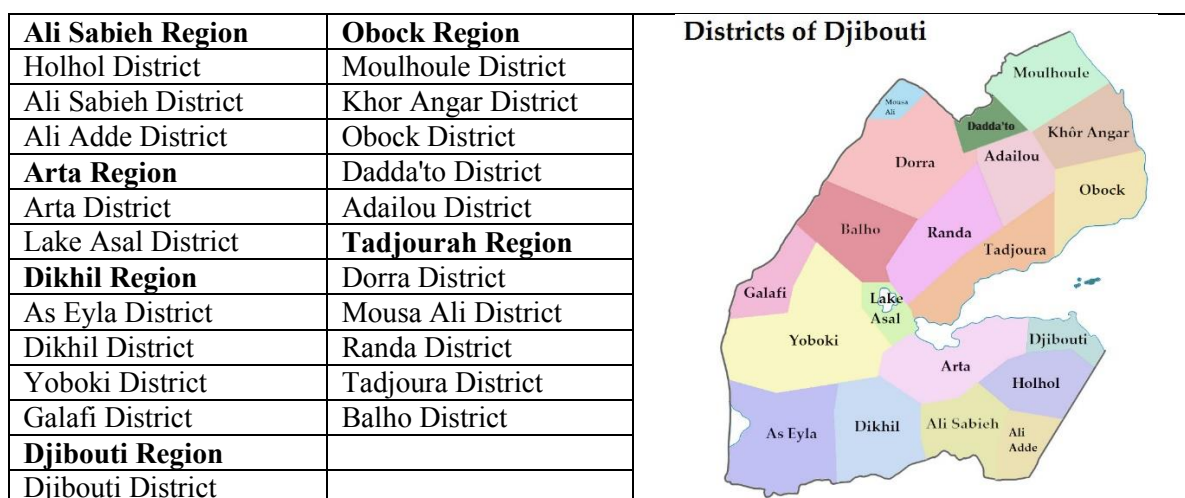 Ali Sabieh Region
Obock Region
Holhol District
Moulhoule District
Ali Sabieh District
Khor Angar District
Ali Adde District
Obock District
Arta Region
Dadda'to District
Arta District
Adailou District
Lake Asal District
Tadjourah Region
Dikhil Region
Dorra District
As Eyla District
Mousa Ali District
Dikhil District
Randa District
Yoboki District
Tadjoura District
Galafi District
Balho District
Djibouti Region
Djibouti District
Districts of Djibouti
Moulhoule
Mousa
Ali
Dadda'to
Khôr Angar
Dorra
Adailou
Obock
Balho
Randa
Tadjoura
Galafi
Lake
Asal
Yoboki
Djibouti
Arta
Holhol
As Eyla
Dikhil
Ali Sabieh
Ali
Adde